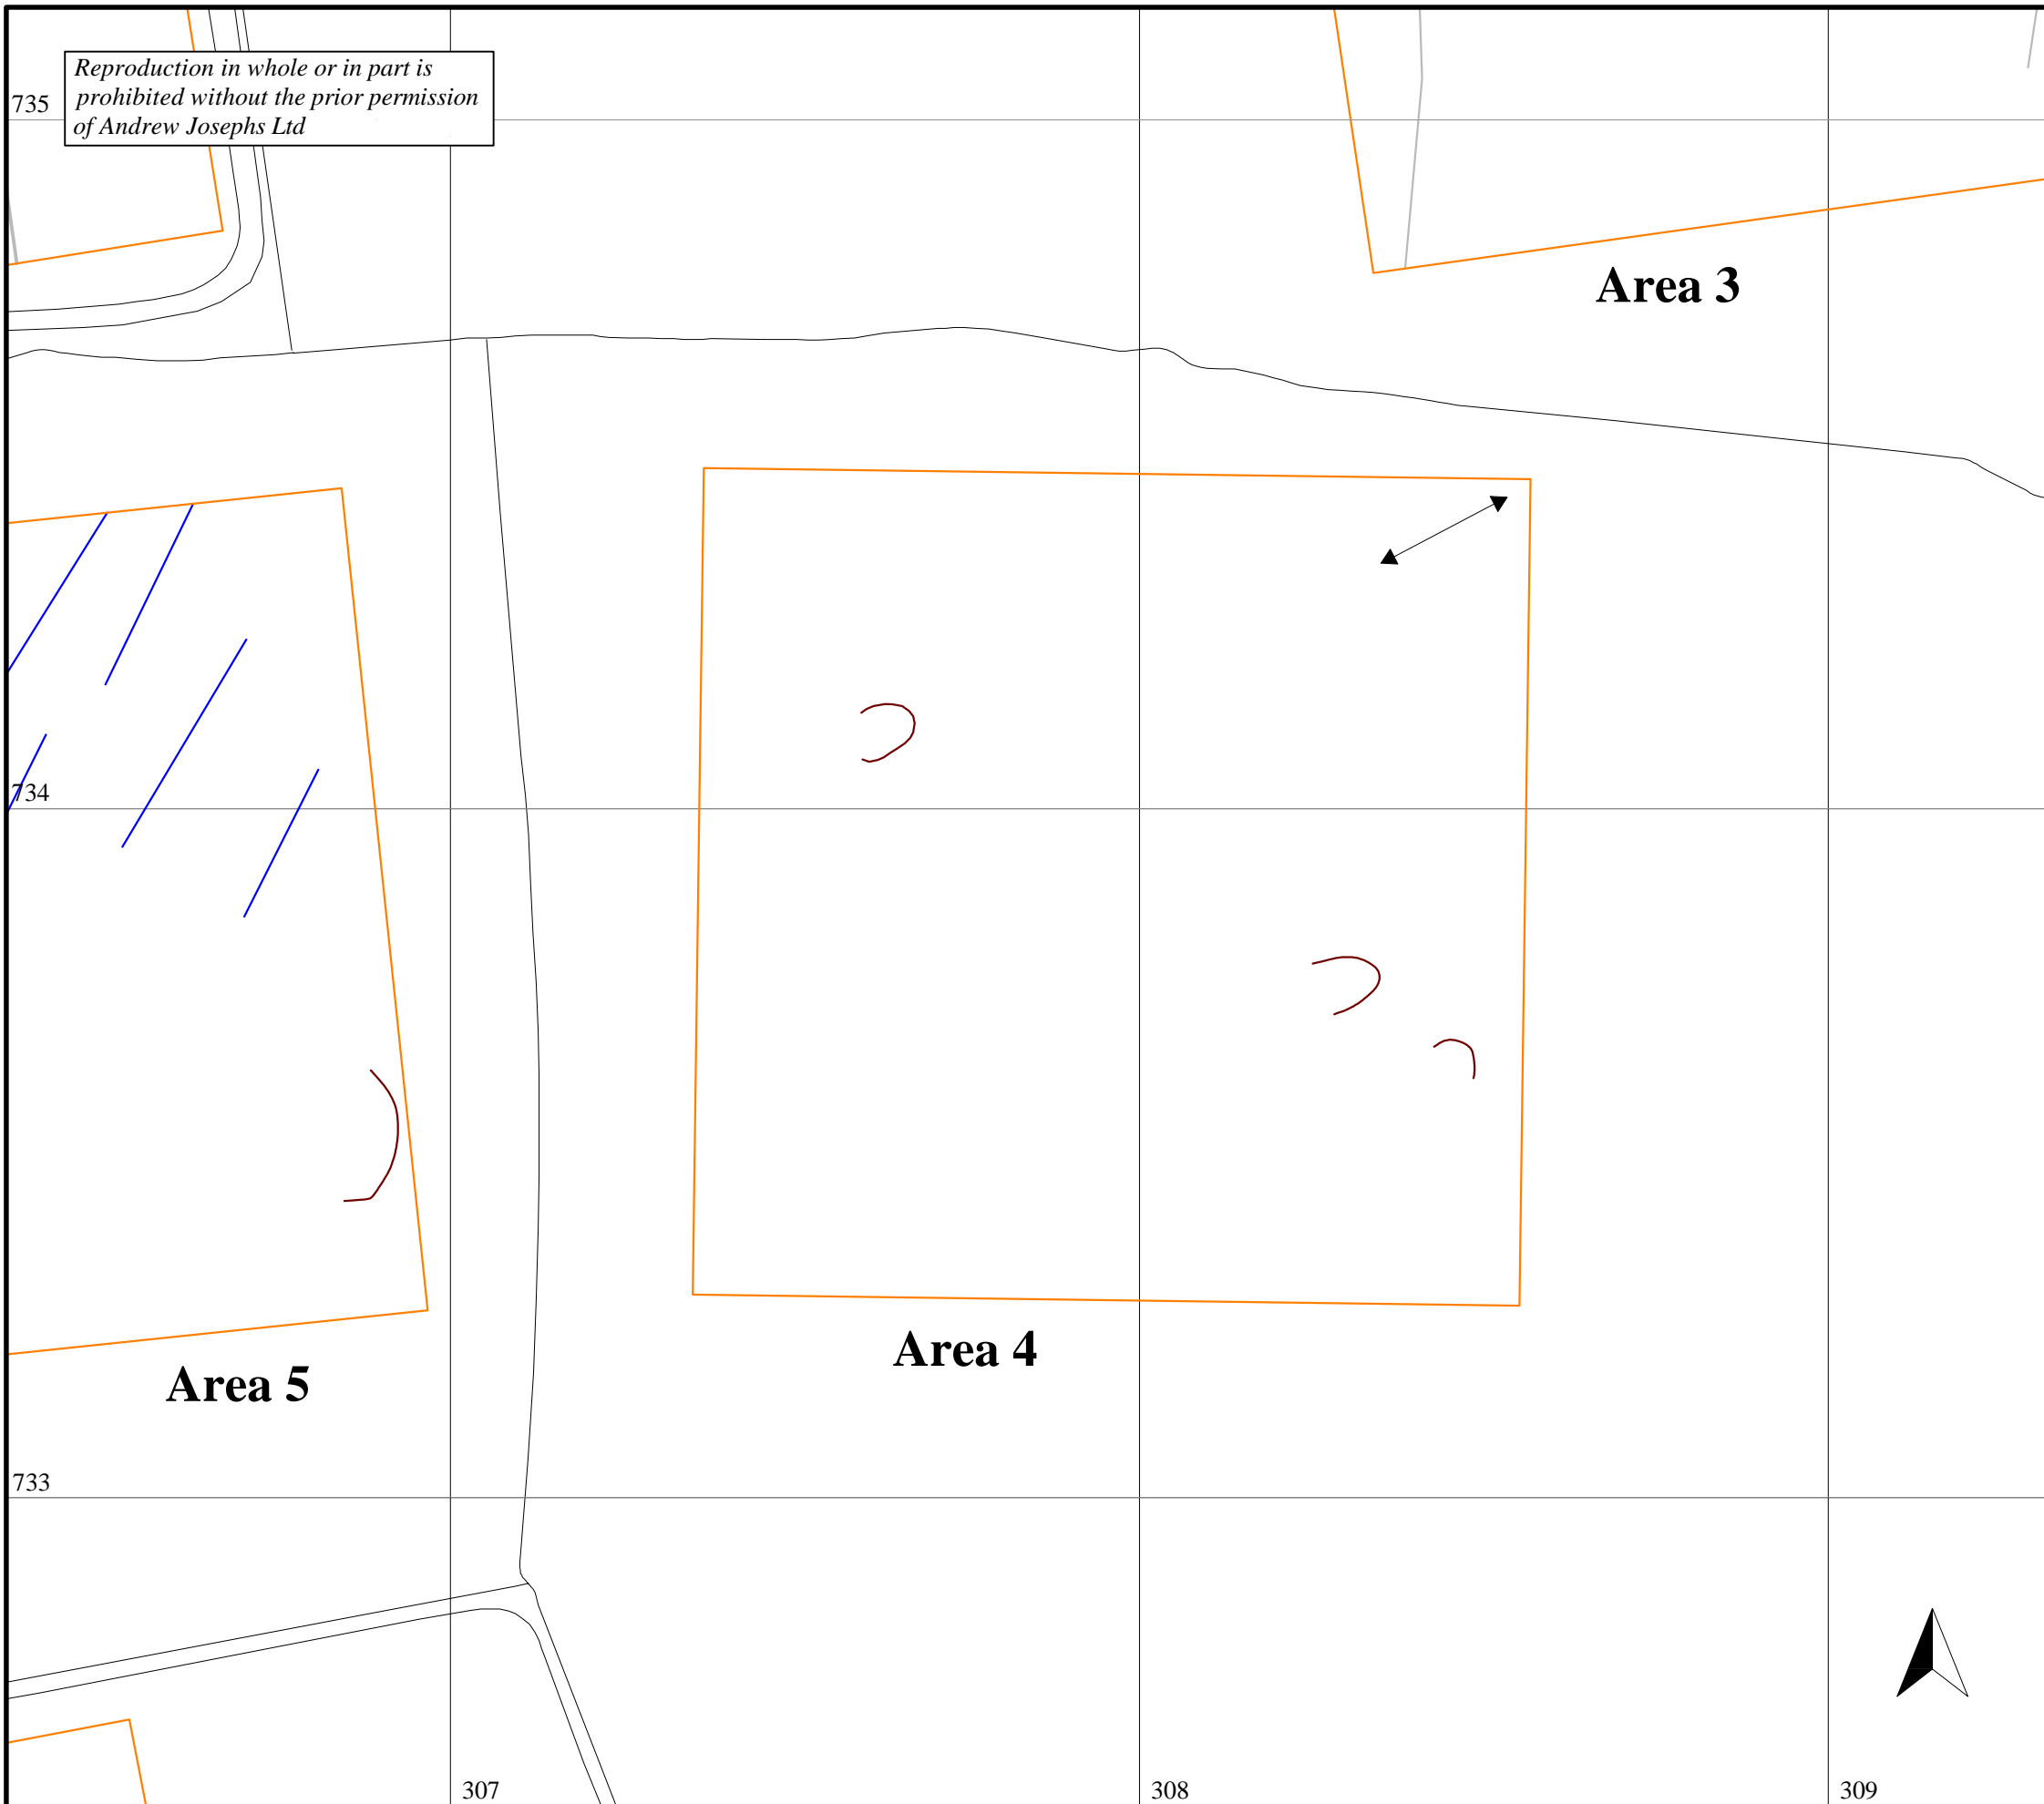 Reproduction in whole or in part is
prohibited without the prior permission
of Andrew Josephs Ltd
735
Area 3
734
Area 4
Area 5
733
307
308
309